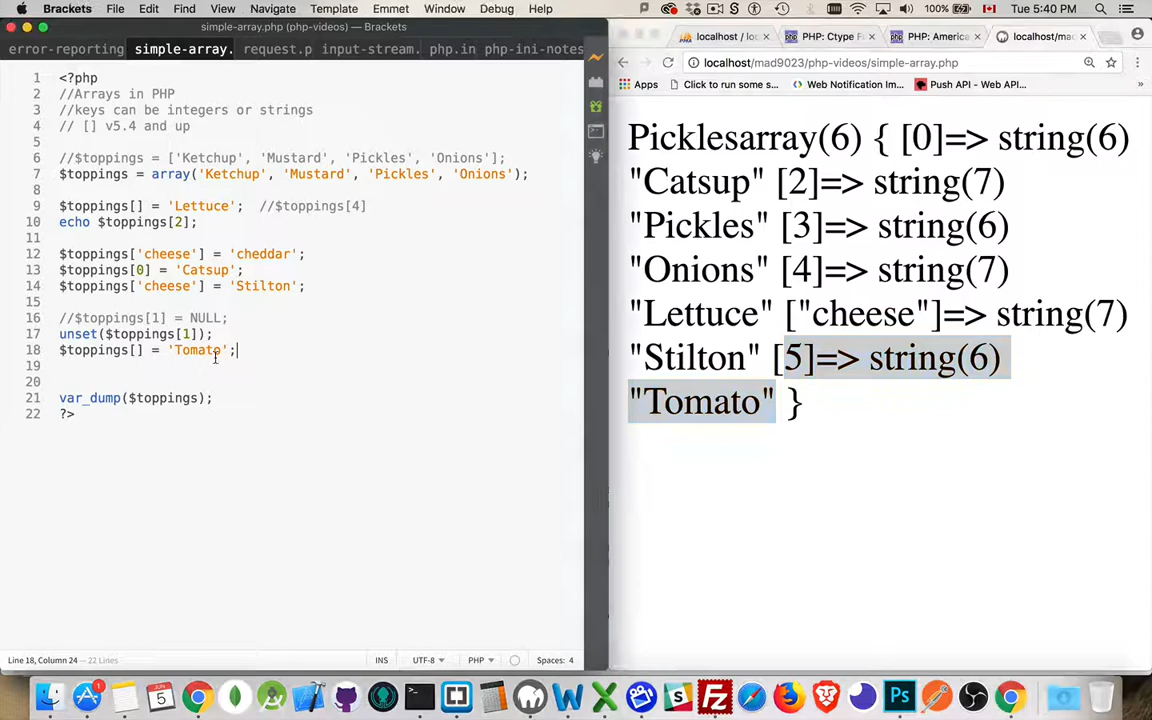 Brackets File Edit Find View Navigate Template Emmet Window Debug Help 100% Tue 5:40 PM
simple-array.php (php-videos) — Brackets
error-reporting simple-array. request.p input-stream. php.in php-ini-notes
1 <?php
2 //Arrays in PHP
3 //keys can be integers or strings
4 // [] v5.4 and up
5
6 //$toppings = ['Ketchup', 'Mustard', 'Pickles', 'Onions'];
7 $toppings = array('Ketchup', 'Mustard', 'Pickles', 'Onions');
8
9 $toppings[] = 'Lettuce'; //$toppings[4]
10 echo $toppings[2];
11
12 $toppings['cheese'] = 'cheddar';
13 $toppings[0] = 'Catsup';
14 $toppings['cheese'] = 'Stilton';
15
16 //$toppings[1] = NULL;
17 unset($toppings[1]);
18 $toppings[] = 'Tomato';
19
20
21 var_dump($toppings);
22 ?>
Line 18, Column 24 — 22 Lines INS UTF-8 PHP Spaces: 4
localhost / loc PHP: Ctype F PHP: America localhost/mac
localhost/mad9023/php-videos/simple-array.php
Apps Click to run some s... Web Notification Im... Push API - Web API... »
Picklesarray(6) { [0]=> string(6)
"Catsup" [2]=> string(7)
"Pickles" [3]=> string(6)
"Onions" [4]=> string(7)
"Lettuce" ["cheese"]=> string(7)
"Stilton" [5]=> string(6)
"Tomato" }
5
1
W
Ps
Fz